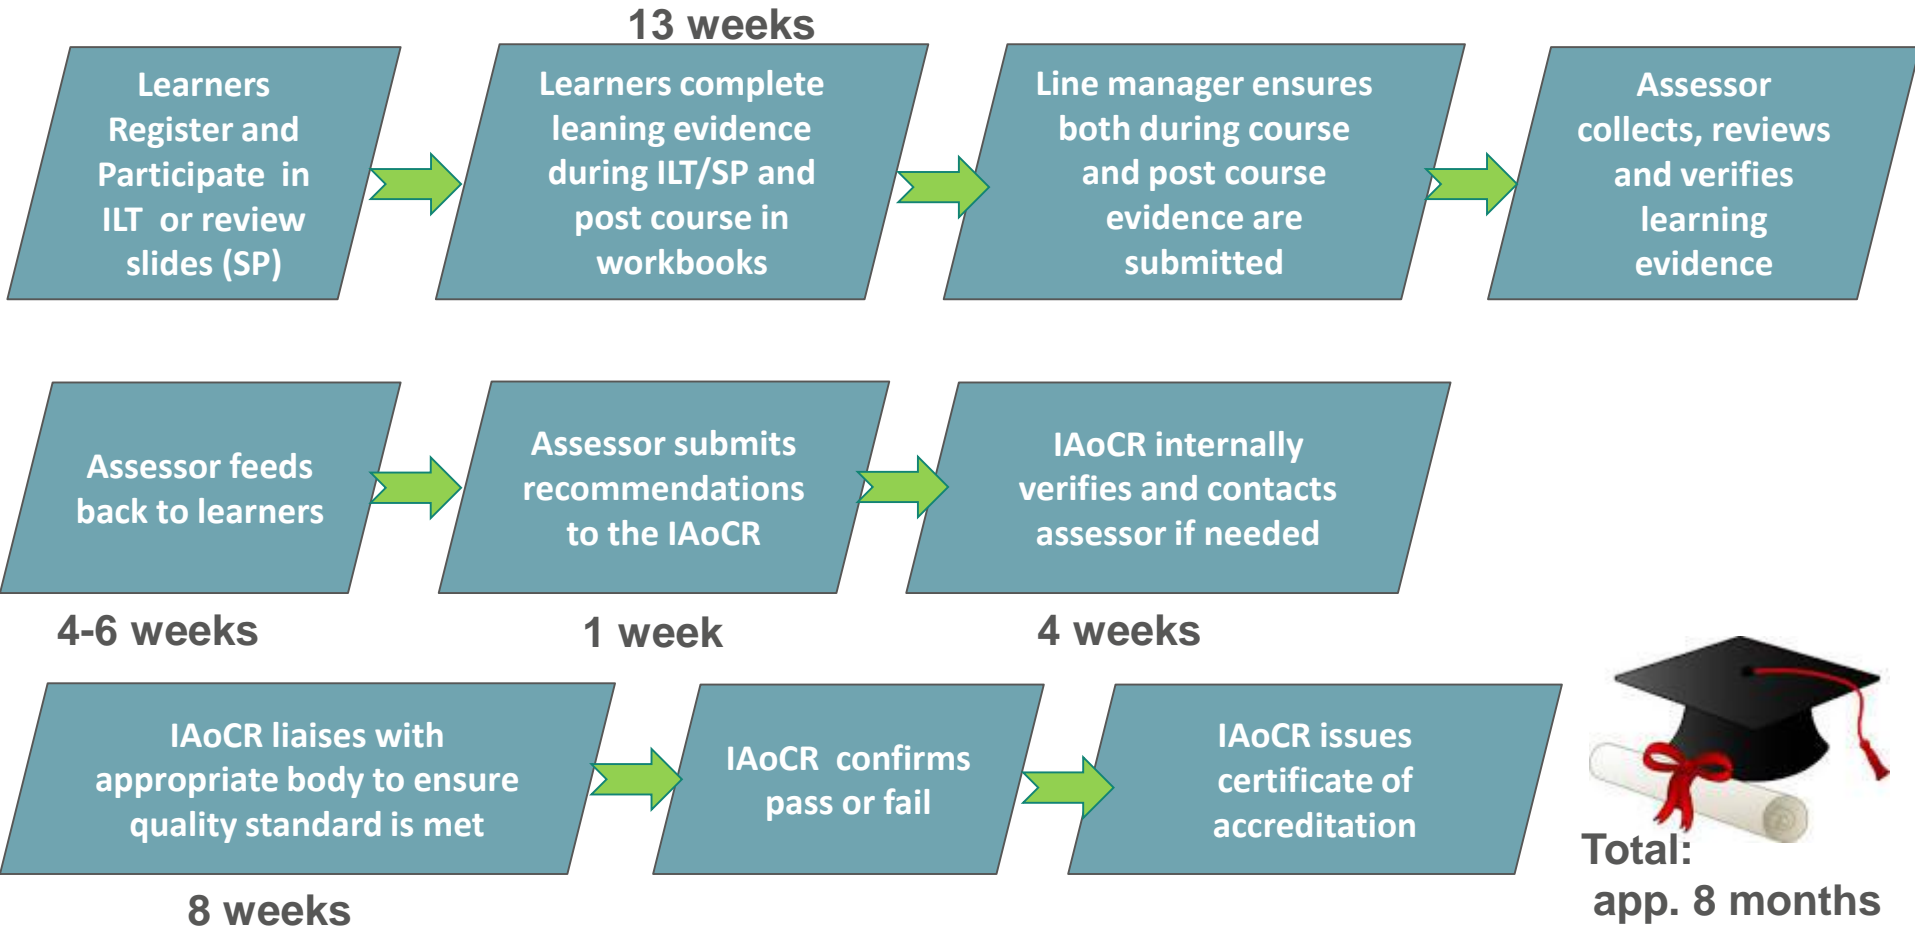 13 weeks
Learners
Register and
Participate in
ILT or review
slides (SP)
Learners complete
leaning evidence
during ILT/SP and
post course in
workbooks
Line manager ensures
both during course
and post course
evidence are
submitted
Assessor
collects, reviews
and verifies
learning
evidence
Assessor feeds
back to learners
Assessor submits
recommendations
to the IAoCR
IAoCR internally
verifies and contacts
assessor if needed
4-6 weeks
1 week
4 weeks
IAoCR liaises with
appropriate body to ensure
quality standard is met
IAoCR confirms
pass or fail
IAoCR issues
certificate of
accreditation
8 weeks
Total:
app. 8 months